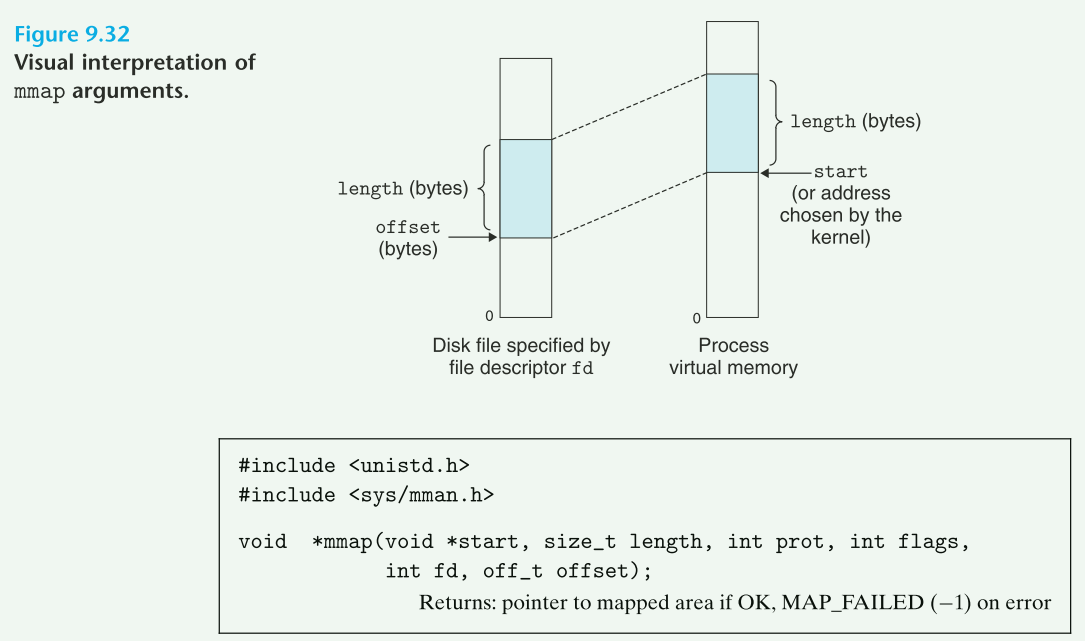 Figure 9.32
Visual interpretation of
mmap arguments.
length (bytes)
offset
(bytes)
0
Disk file specified by
file descriptor fd
length (bytes)
start
(or address
chosen by the
kernel)
0
Process
virtual memory
#include <unistd.h>
#include <sys/mman.h>
void  *mmap(void *start, size_t length, int prot, int flags,
            int fd, off_t offset);
Returns: pointer to mapped area if OK, MAP_FAILED (−1) on error